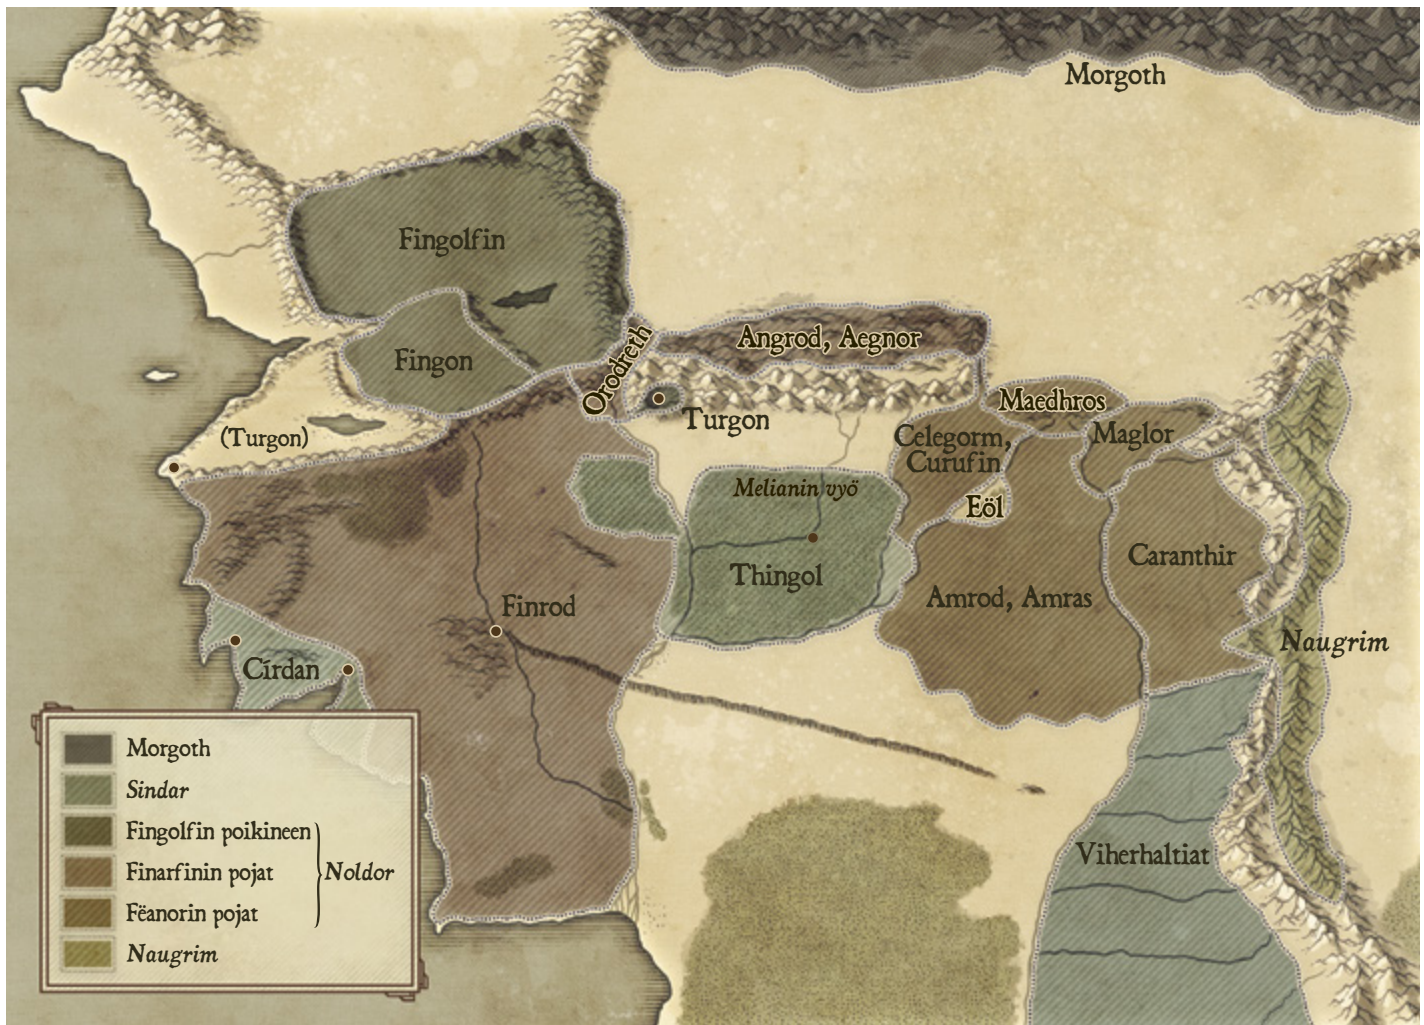 Morgoth
Fingolfin
Fingon
Orodreth
Angrod, Aegnor
Turgon
(Turgon)
Maedhros
Celegorm,
Curufin
Maglor
Melianin vyö
Eöl
Thingol
Caranthir
Amrod, Amras
Finrod
Naugrim
Círdan
Viherhaltiat
Morgoth
Sindar
Fingolfin poikineen
Finarfinin pojat
Noldor
Fëanorin pojat
Naugrim